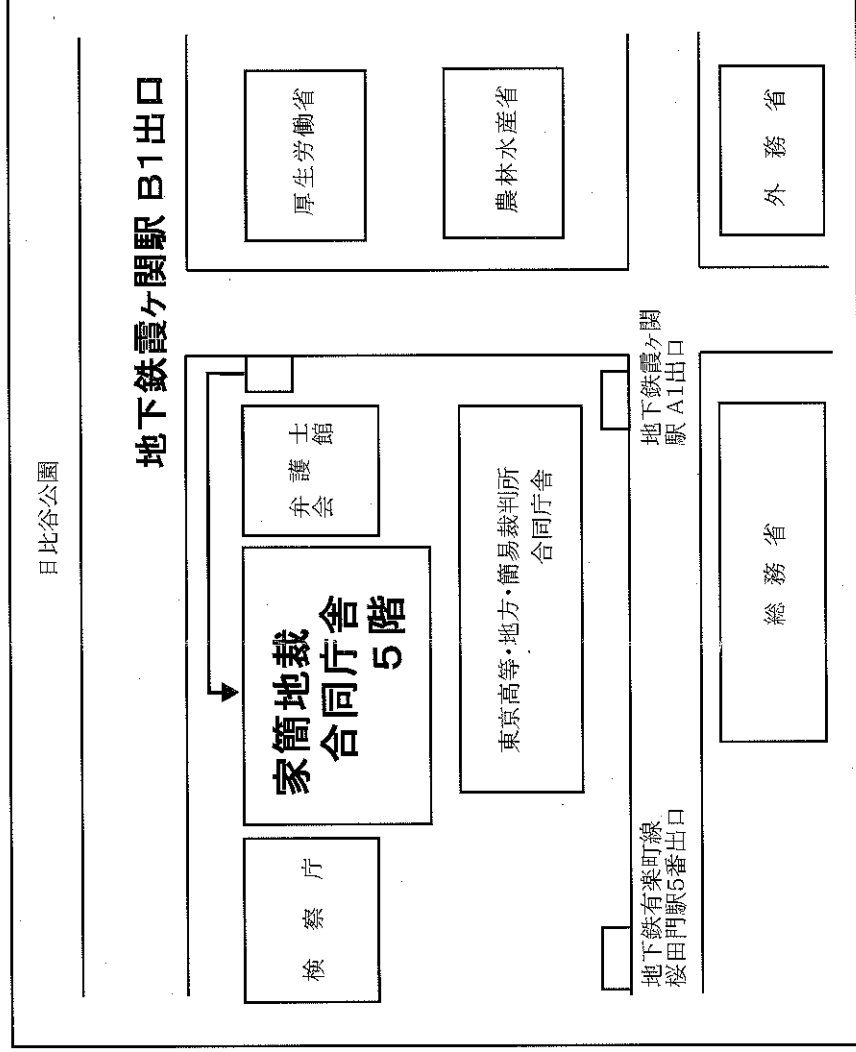 日比谷公園
地下鉄霞ヶ関駅 B1出口
検察庁
家簡地裁
合同庁舎
5階
弁護士
会館
厚生労働省
東京高等・地方・簡易裁判所
合同庁舎
農林水産省
地下鉄有楽町線
桜田門駅5番出口
地下鉄霞ヶ関
駅 A1出口
総務省
外務省